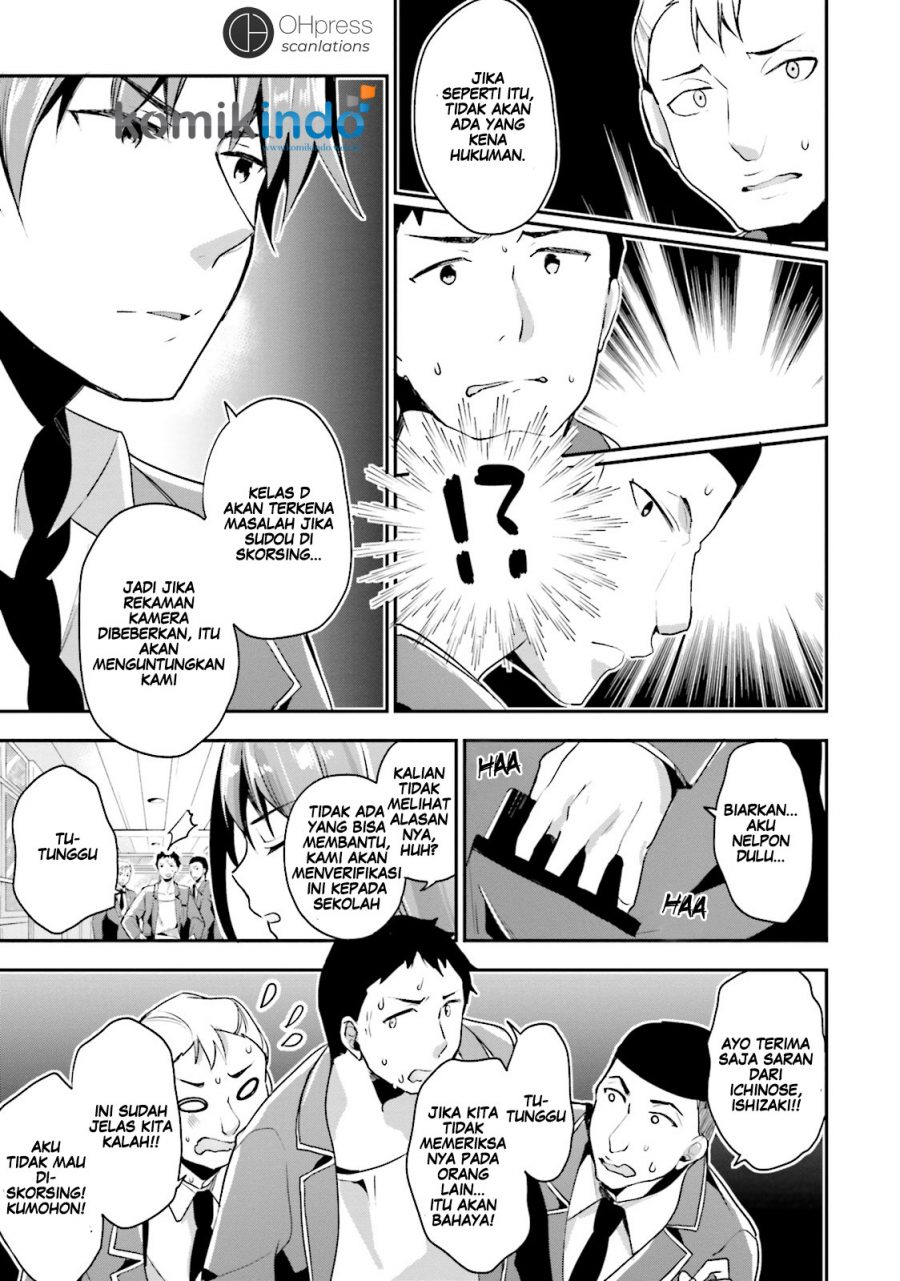 OHpress
scanlations
komikindo
JIKA
SEPERTI ITU,
TIDAK AKAN
ADA YANG
KENA
HUKUMAN.
!?
KELAS D
AKAN TERKENA
MASALAH JIKA
SUDOU DI
SKORSING...
JADI JIKA
REKAMAN
KAMERA
DIBEBERKAN, ITU
AKAN
MENGUNTUNGKAN
KAMI
HAA
BIARKAN...
AKU
NELPON
DULU...
HAA
KALIAN
TIDAK
MELIHAT
ALASAN
NYA,
HUH?
TIDAK ADA
YANG BISA
MEMBANTU,
KAMI AKAN
MENVERIFIKASI
INI KEPADA
SEKOLAH
TU-
TUNGGU
AYO TERIMA
SAJA SARAN
DARI
ICHINOSE,
ISHIZAKI!!
TU-
TUNGGU
JIKA KITA
TIDAK
MEMERIKSA
NYA PADA
ORANG
LAIN...
ITU AKAN
BAHAYA!
INI SUDAH
JELAS KITA
KALAH!!
AKU
TIDAK MAU
DI-
SKORSING!
KUMOHON!